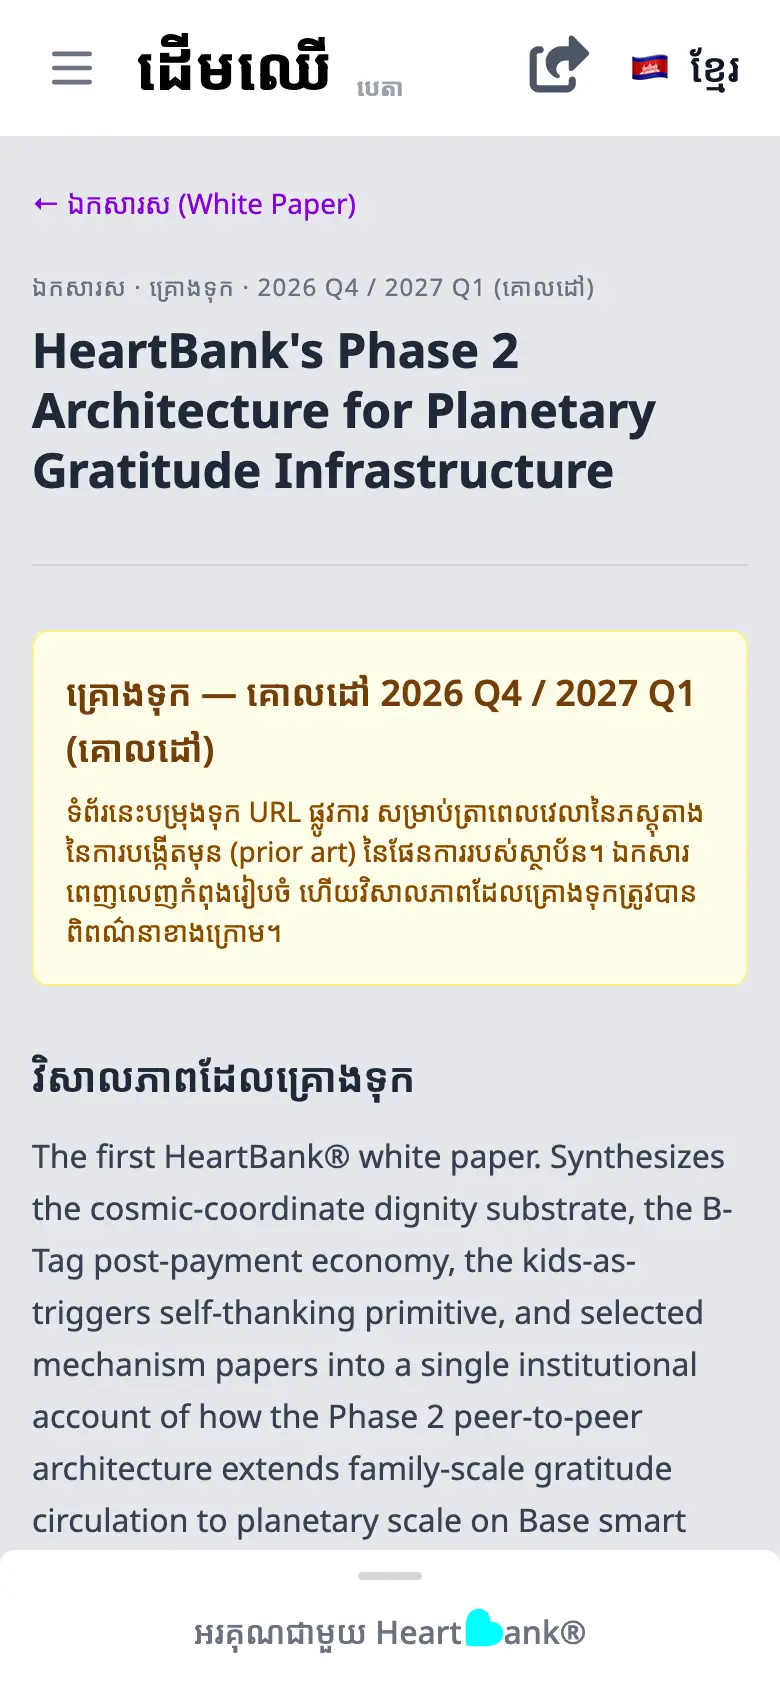 ដើមឈើ បេតា ខ្មែរ
← ឯកសារស (White Paper)
ឯកសារស · គ្រោងទុក · 2026 Q4 / 2027 Q1 (គោលដៅ)
HeartBank's Phase 2
Architecture for Planetary
Gratitude Infrastructure
គ្រោងទុក — គោលដៅ 2026 Q4 / 2027 Q1
(គោលដៅ)
ទំព័រនេះបម្រុងទុក URL ផ្លូវការ សម្រាប់ត្រាពេលវេលានៃភស្តុតាង
នៃការបង្កើតមុន (prior art) នៃផែនការរបស់ស្ថាប័ន។ ឯកសារ
ពេញលេញកំពុងរៀបចំ ហើយវិសាលភាពដែលគ្រោងទុកត្រូវបាន
ពិពណ៌នាខាងក្រោម។
វិសាលភាពដែលគ្រោងទុក
The first HeartBank® white paper. Synthesizes
the cosmic-coordinate dignity substrate, the B-
Tag post-payment economy, the kids-as-
triggers self-thanking primitive, and selected
mechanism papers into a single institutional
account of how the Phase 2 peer-to-peer
architecture extends family-scale gratitude
circulation to planetary scale on Base smart
អរគុណជាមួយ Heart ank®